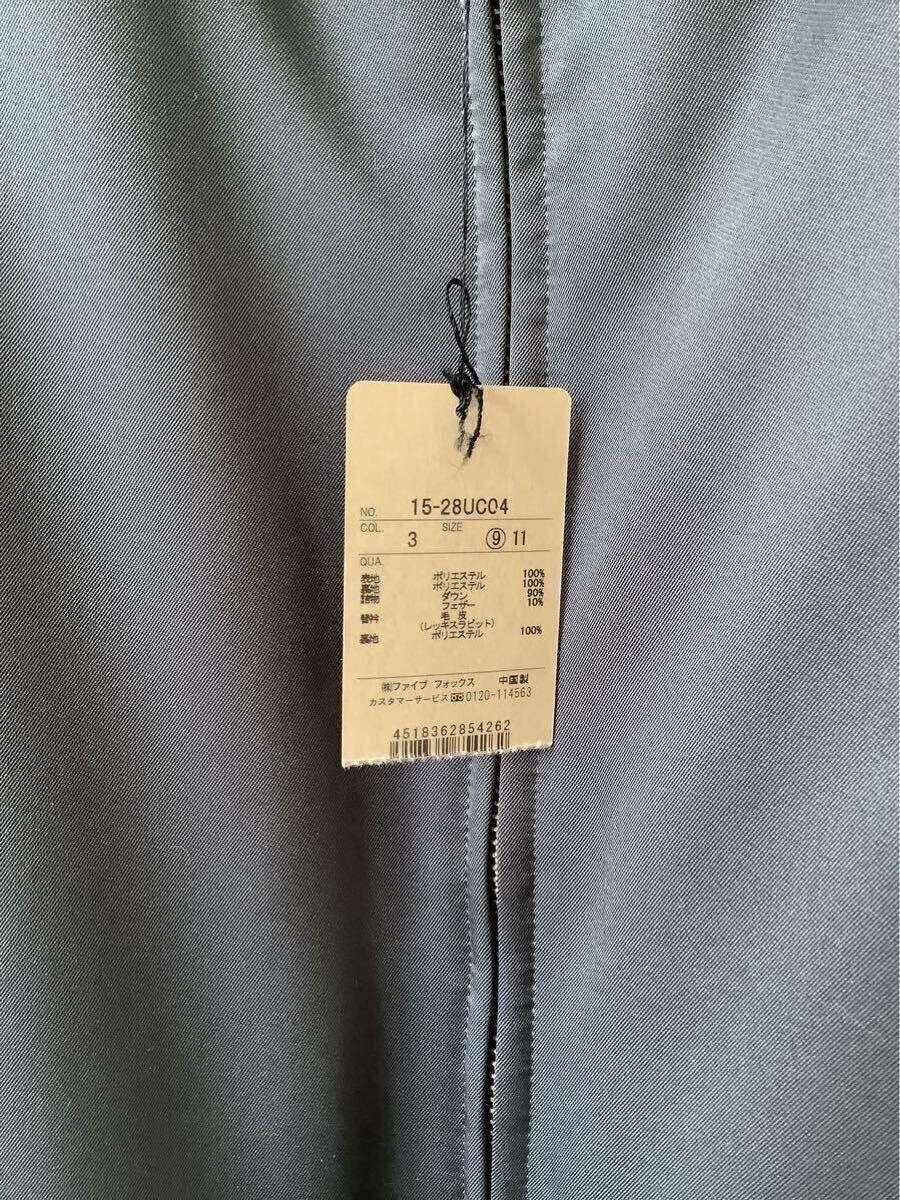 NO. 15-28UC04
COL. SIZE
3 ⑨ 11
QUA.
表地 ポリエステル 100%
裏地 ポリエステル 100%
詰物 ダウン 90%
フェザー 10%
替衿 毛皮
(レッキスラビット)
裏地 ポリエステル 100%
㈱ファイブ フォックス 中国製
カスタマーサービス 0120-114563
4518362854262